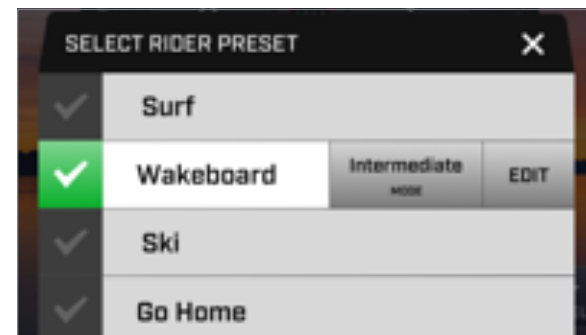 SELECT RIDER PRESET
Surf
Wakeboard
Intermediate
MODE
EDIT
Ski
Go Home